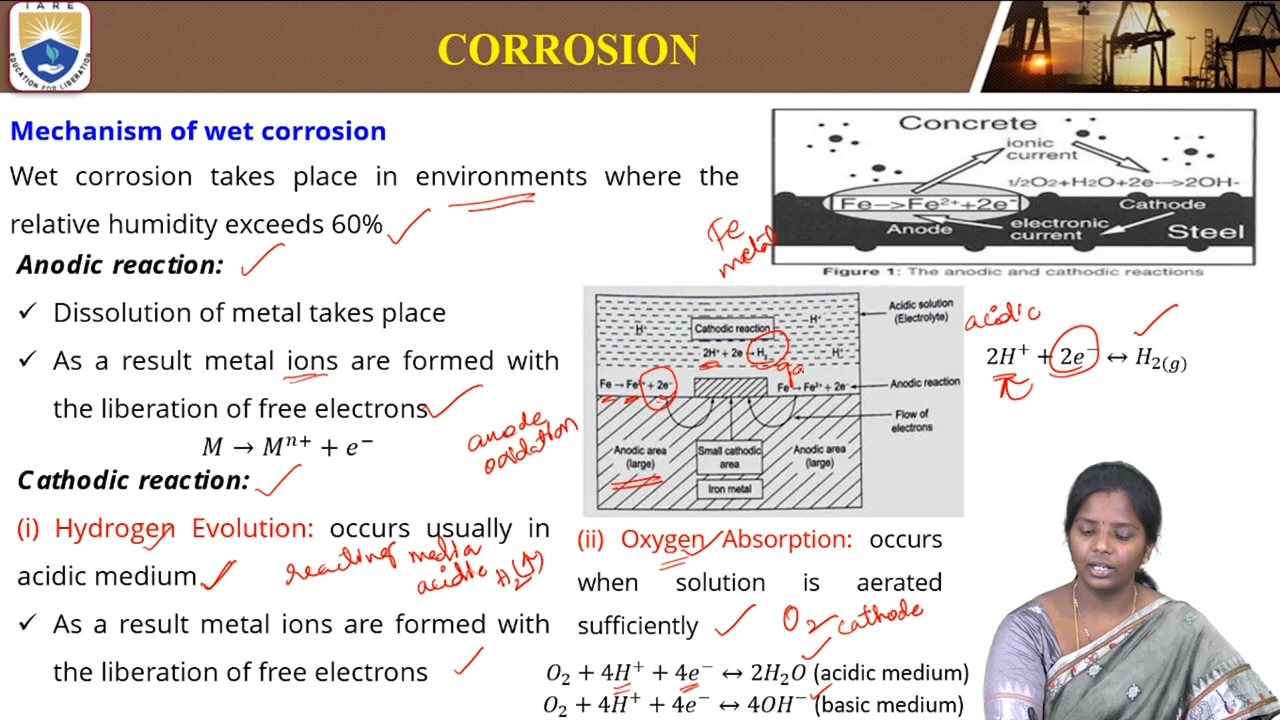 IARE
EDUCATION FOR LIBERATION
CORROSION
Mechanism of wet corrosion
Wet corrosion takes place in environments where the
relative humidity exceeds 60%
Anodic reaction:
✓ Dissolution of metal takes place
✓ As a result metal ions are formed with
the liberation of free electrons
M → Mⁿ⁺ + e⁻
Cathodic reaction:
(i) Hydrogen Evolution: occurs usually in
acidic medium
reacting media
acidic H₂(↑)
✓ As a result metal ions are formed with
the liberation of free electrons
Concrete
ionic
current
1/2O2+H2O+2e--->2OH-
Fe–>Fe²⁺+2e⁻
Cathode
Anode
electronic
current
Steel
Figure 1: The anodic and cathodic reactions
Fe
metal
Acidic solution
(Electrolyte)
H⁺
H⁺
Cathodic reaction
2H⁺ + 2e → H₂
H⁺
gas
Fe → Fe²⁺ + 2e⁻
Fe → Fe²⁺ + 2e⁻
Anodic reaction
Flow of
electrons
Anodic area
(large)
Small cathodic
area
Anodic area
(large)
Iron metal
anode
oxidation
acidic
2H⁺ + 2e⁻ ↔ H₂₍g₎
(ii) Oxygen Absorption: occurs
when solution is aerated
sufficiently
O₂ cathode
O₂ + 4H⁺ + 4e⁻ ↔ 2H₂O (acidic medium)
O₂ + 4H⁺ + 4e⁻ ↔ 4OH⁻ (basic medium)